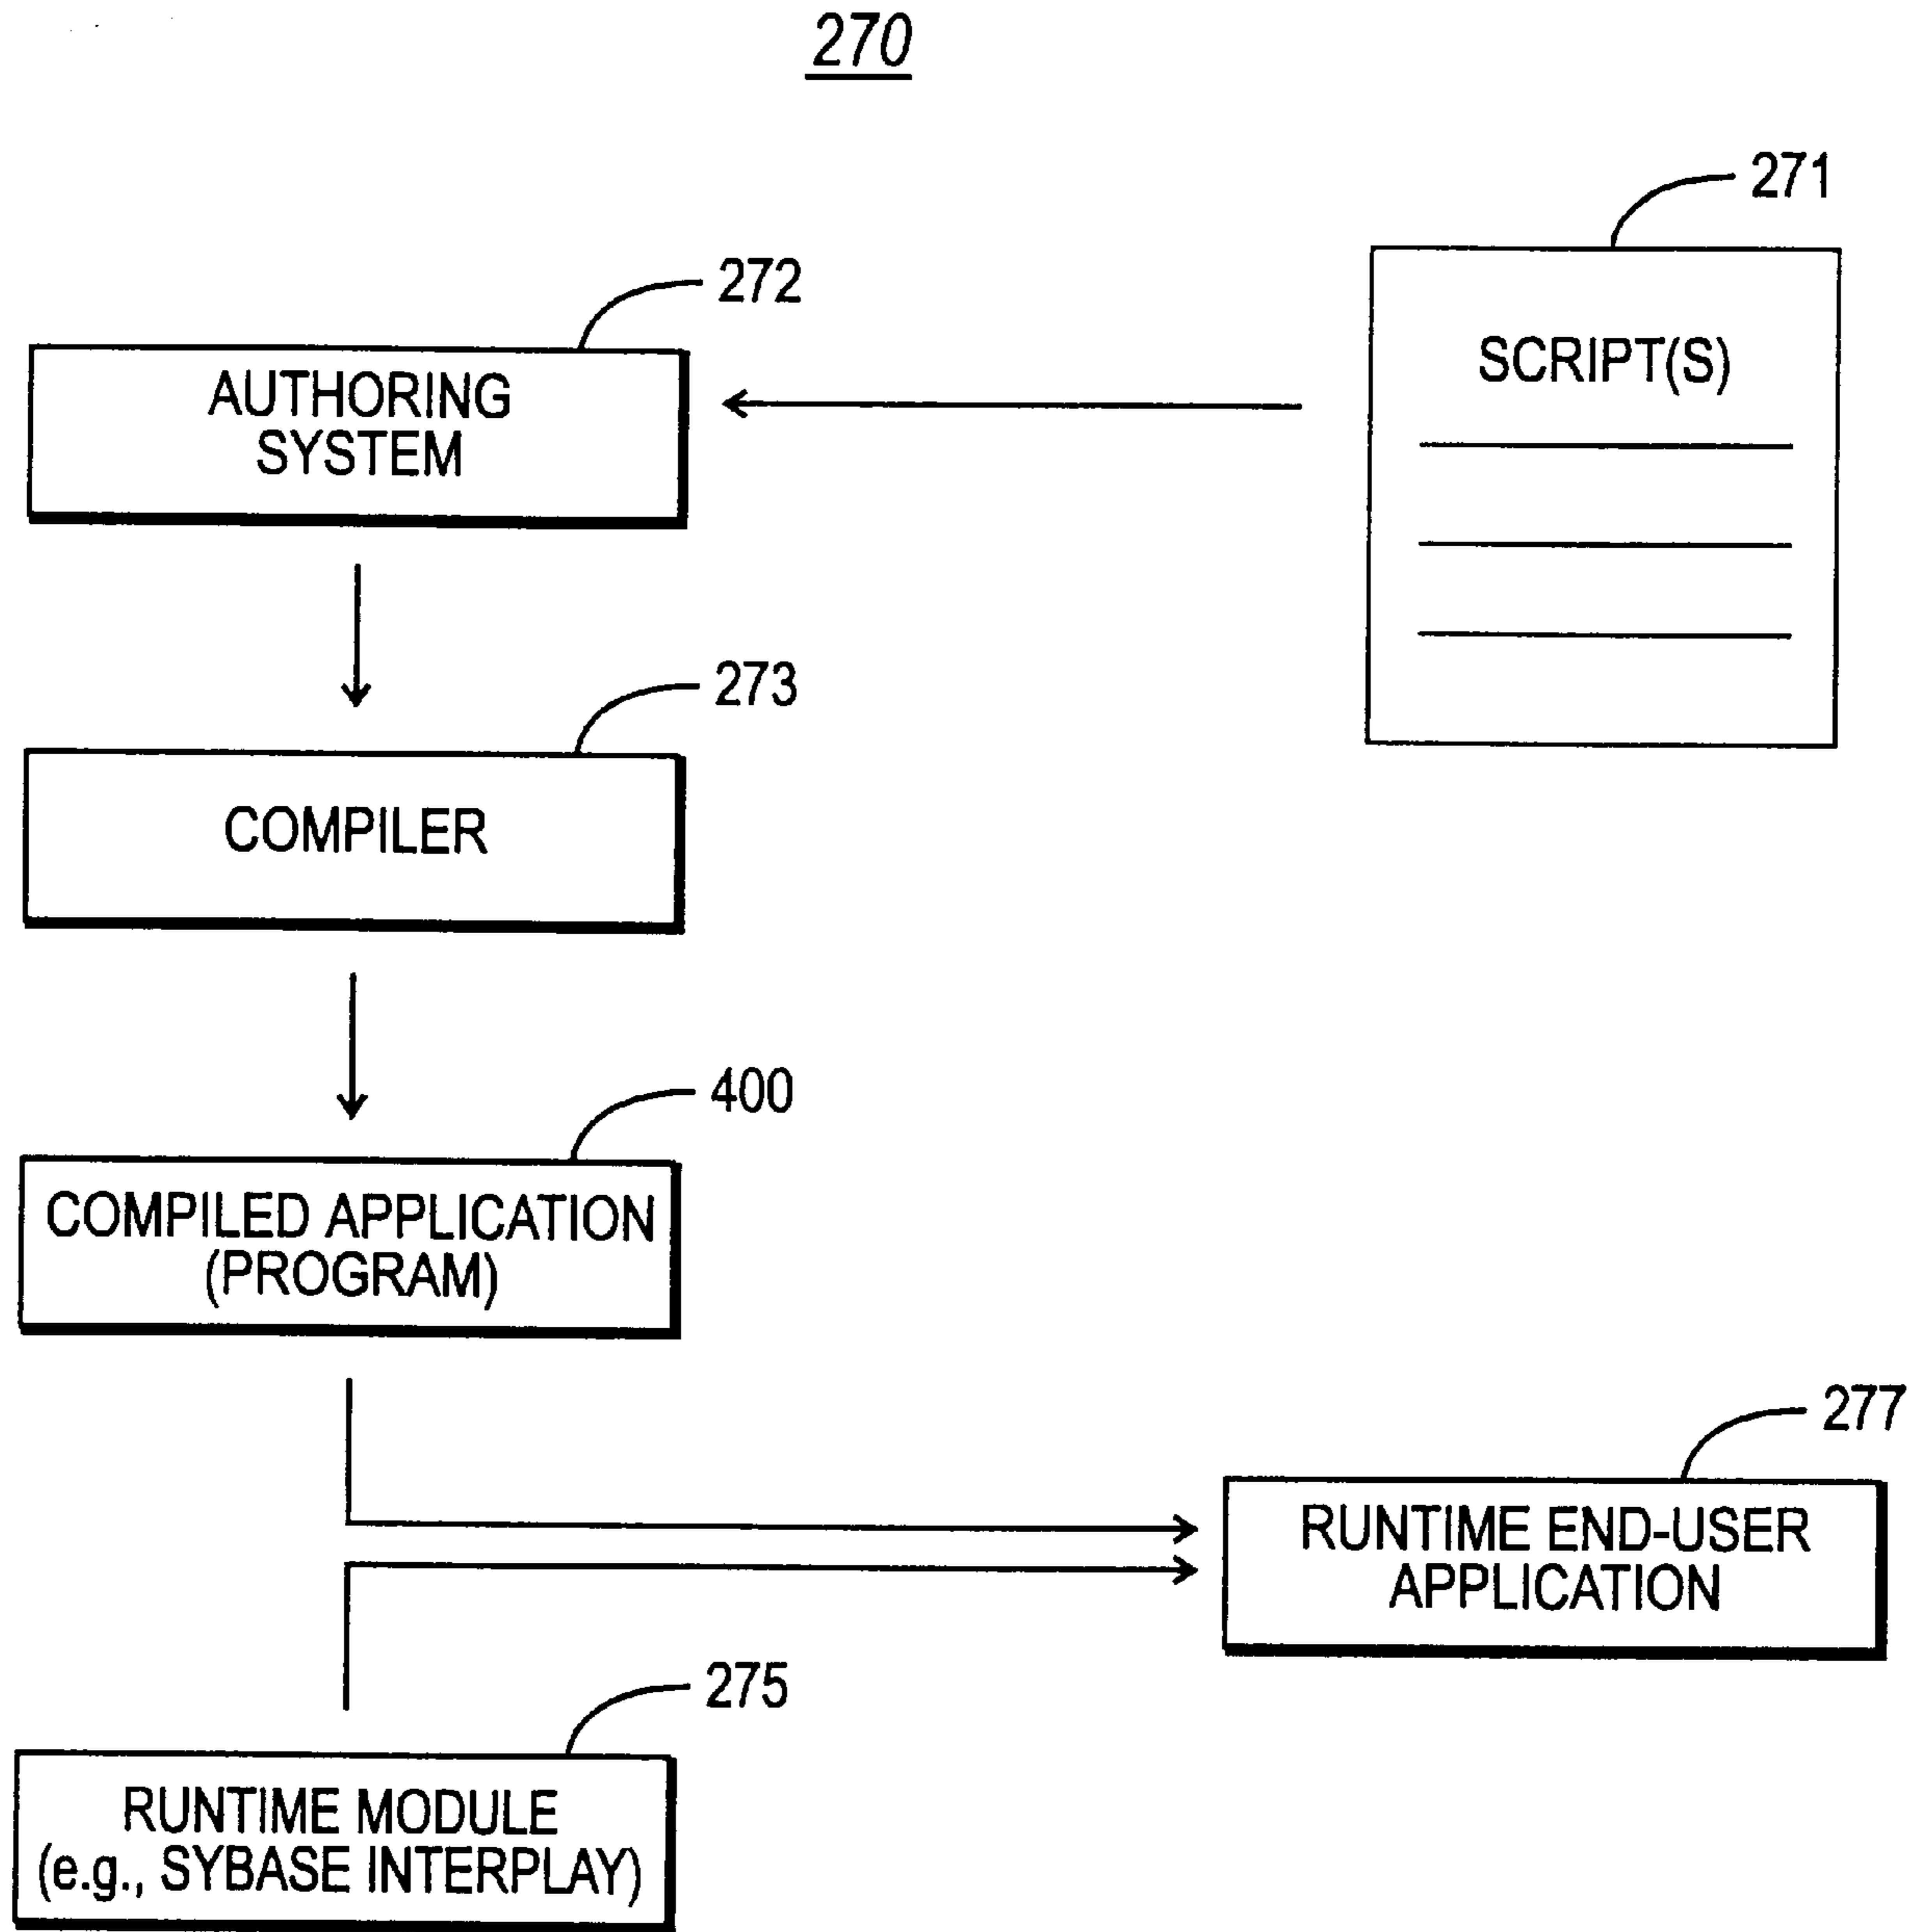 270
271
272
SCRIPT(S)
AUTHORING
SYSTEM
273
COMPILER
400
COMPILED APPLICATION
(PROGRAM)
277
RUNTIME END-USER
APPLICATION
275
RUNTIME MODULE
(e.g., SYBASE INTERPLAY)